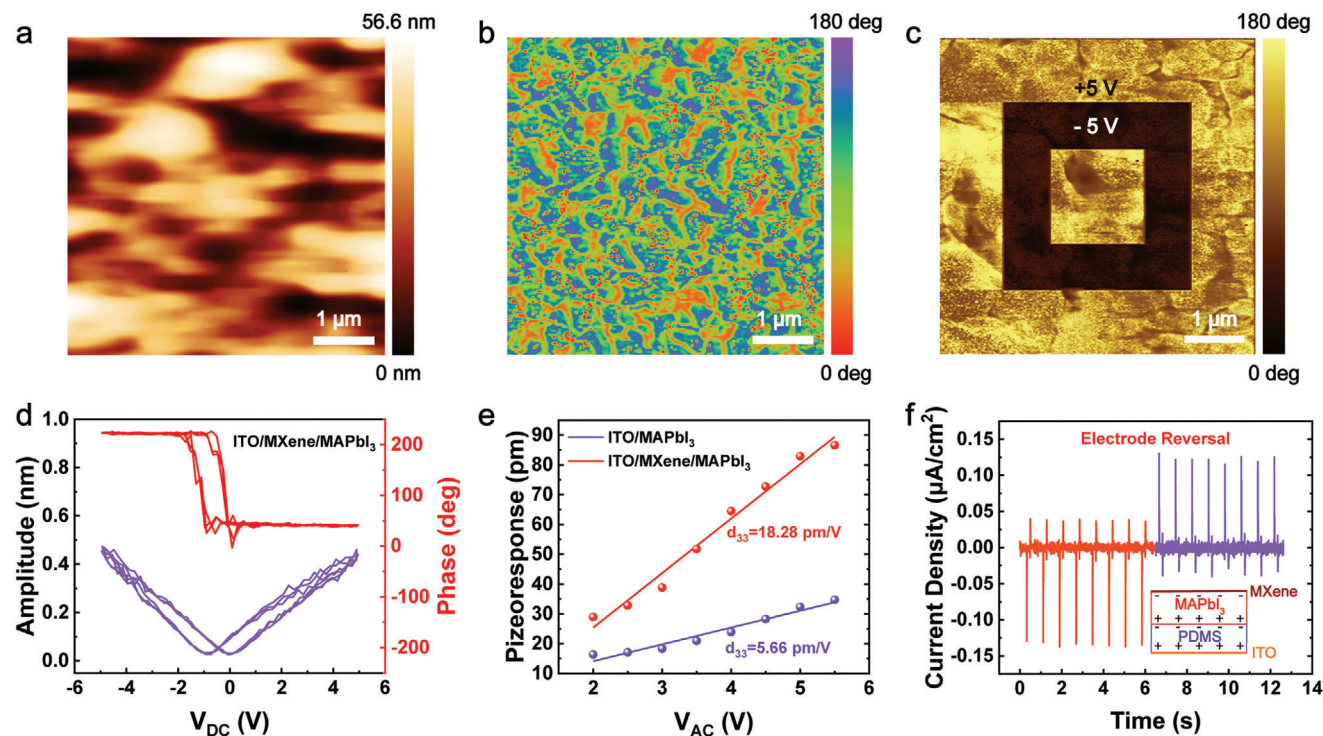 a
56.6 nm
1 µm
0 nm
b
180 deg
1 µm
0 deg
c
180 deg
+5 V
- 5 V
1 µm
0 deg
d
1.0
0.8
0.6
0.4
0.2
0.0
Amplitude (nm)
ITO/MXene/MAPbI3
200
100
0
-100
-200
Phase (deg)
-6 -4 -2 0 2 4 6
VDC (V)
e
90
80
70
60
50
40
30
20
10
Pizeoresponse (pm)
ITO/MAPbI3
ITO/MXene/MAPbI3
d33=18.28 pm/V
d33=5.66 pm/V
2 3 4 5 6
VAC (V)
f
0.15
0.10
0.05
0.00
-0.05
-0.10
-0.15
Current Density (µA/cm2)
Electrode Reversal
MXene
- - - - -
MAPbI3
+ + + + +
- - - - -
PDMS
+ + + + +
ITO
0 2 4 6 8 10 12 14
Time (s)